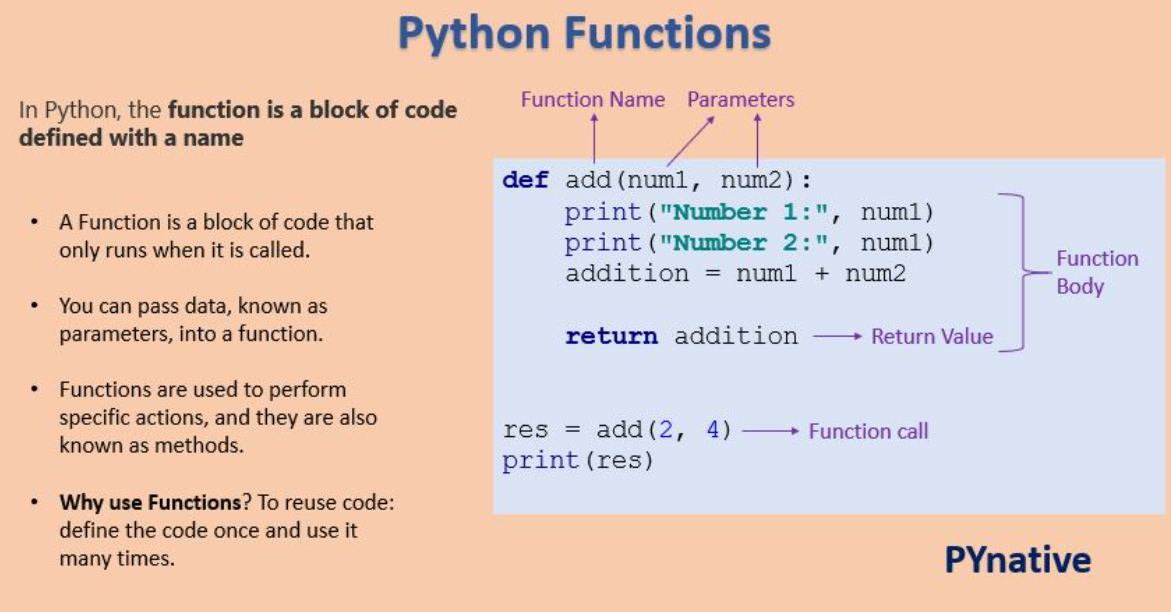 Python Functions
In Python, the function is a block of code
defined with a name
• A Function is a block of code that
only runs when it is called.
• You can pass data, known as
parameters, into a function.
• Functions are used to perform
specific actions, and they are also
known as methods.
• Why use Functions? To reuse code:
define the code once and use it
many times.
Function Name Parameters
def add(num1, num2):
    print("Number 1:", num1)
    print("Number 2:", num1)
    addition = num1 + num2
    return addition
Return Value
Function
Body
res = add(2, 4)
Function call
print(res)
PYnative